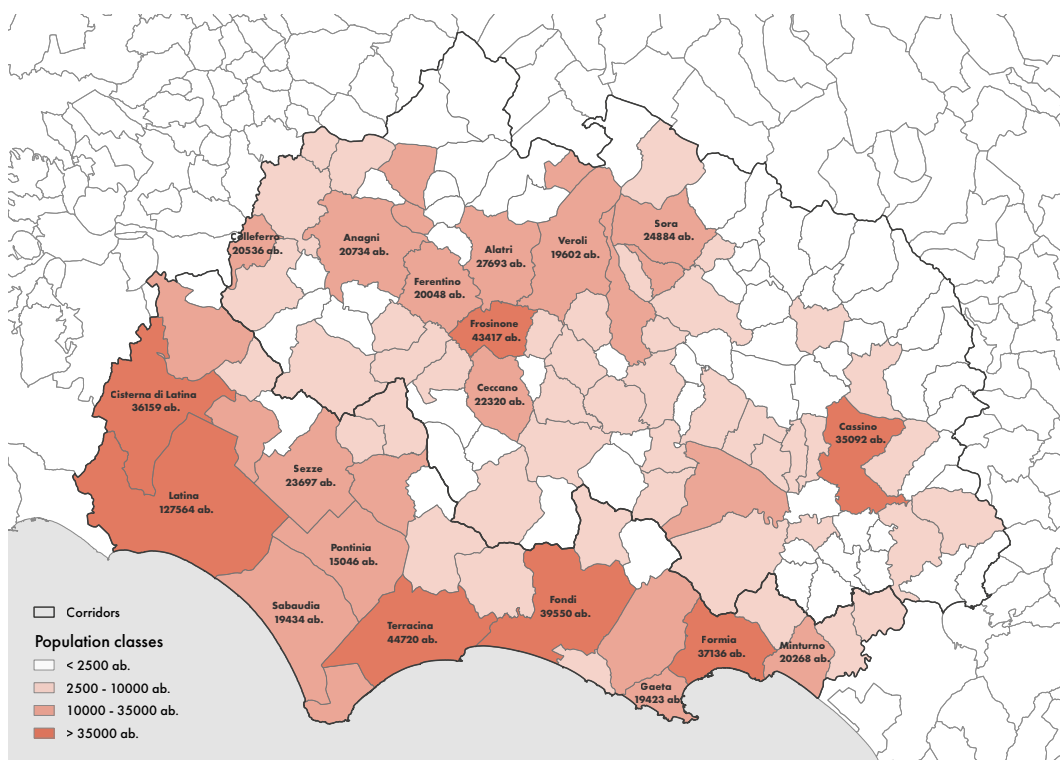 Sora
24884 ab.
Colleferro
20536 ab.
Anagni
20734 ab.
Alatri
27693 ab.
Veroli
19602 ab.
Ferentino
20048 ab.
Frosinone
43417 ab.
Ceccano
22320 ab.
Cisterna di Latina
36159 ab.
Cassino
35092 ab.
Sezze
23697 ab.
Latina
127564 ab.
Pontinia
15046 ab.
Sabaudia
19434 ab.
Terracina
44720 ab.
Fondi
39550 ab.
Formia
37136 ab.
Minturno
20268 ab.
Gaeta
19423 ab.
Corridors
Population classes
< 2500 ab.
2500 - 10000 ab.
10000 - 35000 ab.
> 35000 ab.